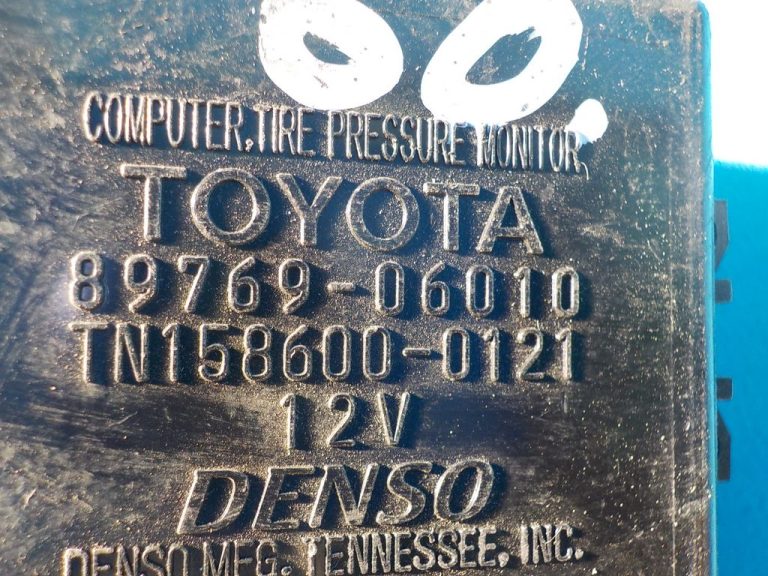 00.
COMPUTER,TIRE PRESSURE MONITOR
TOYOTA
89769-06010
TN158600-0121
12V
DENSO
DENSO MFG. TENNESSEE, INC.